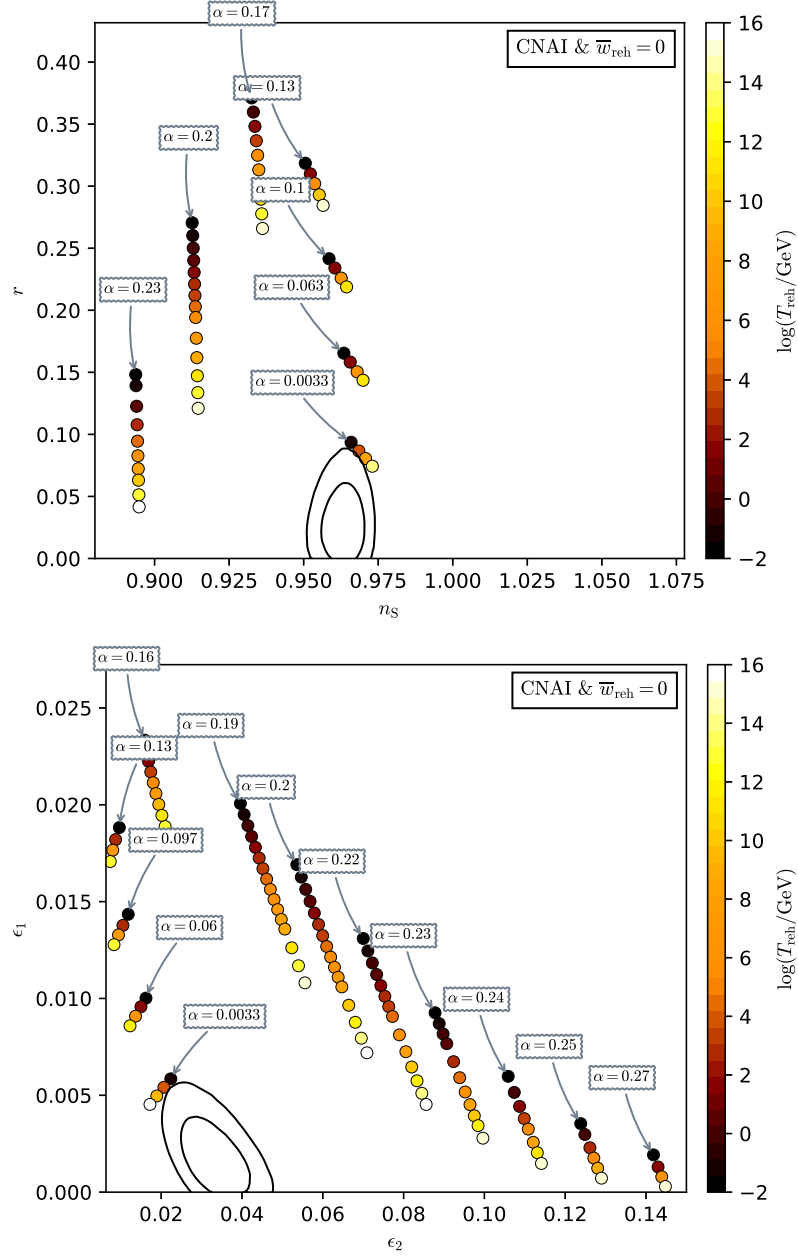 α = 0.17
CNAI & w̅reh = 0
α = 0.13
α = 0.2
α = 0.1
α = 0.063
α = 0.23
α = 0.0033
0.40
0.35
0.30
0.25
0.20
0.15
0.10
0.05
0.00
r
0.900 0.925 0.950 0.975 1.000 1.025 1.050 1.075
nS
16
14
12
10
8
6
4
2
0
−2
log(Treh/GeV)
α = 0.16
CNAI & w̅reh = 0
α = 0.19
α = 0.13
α = 0.2
α = 0.097
α = 0.22
α = 0.06
α = 0.23
α = 0.24
α = 0.0033
α = 0.25
α = 0.27
0.025
0.020
0.015
0.010
0.005
0.000
ϵ1
0.02 0.04 0.06 0.08 0.10 0.12 0.14
ϵ2
16
14
12
10
8
6
4
2
0
−2
log(Treh/GeV)